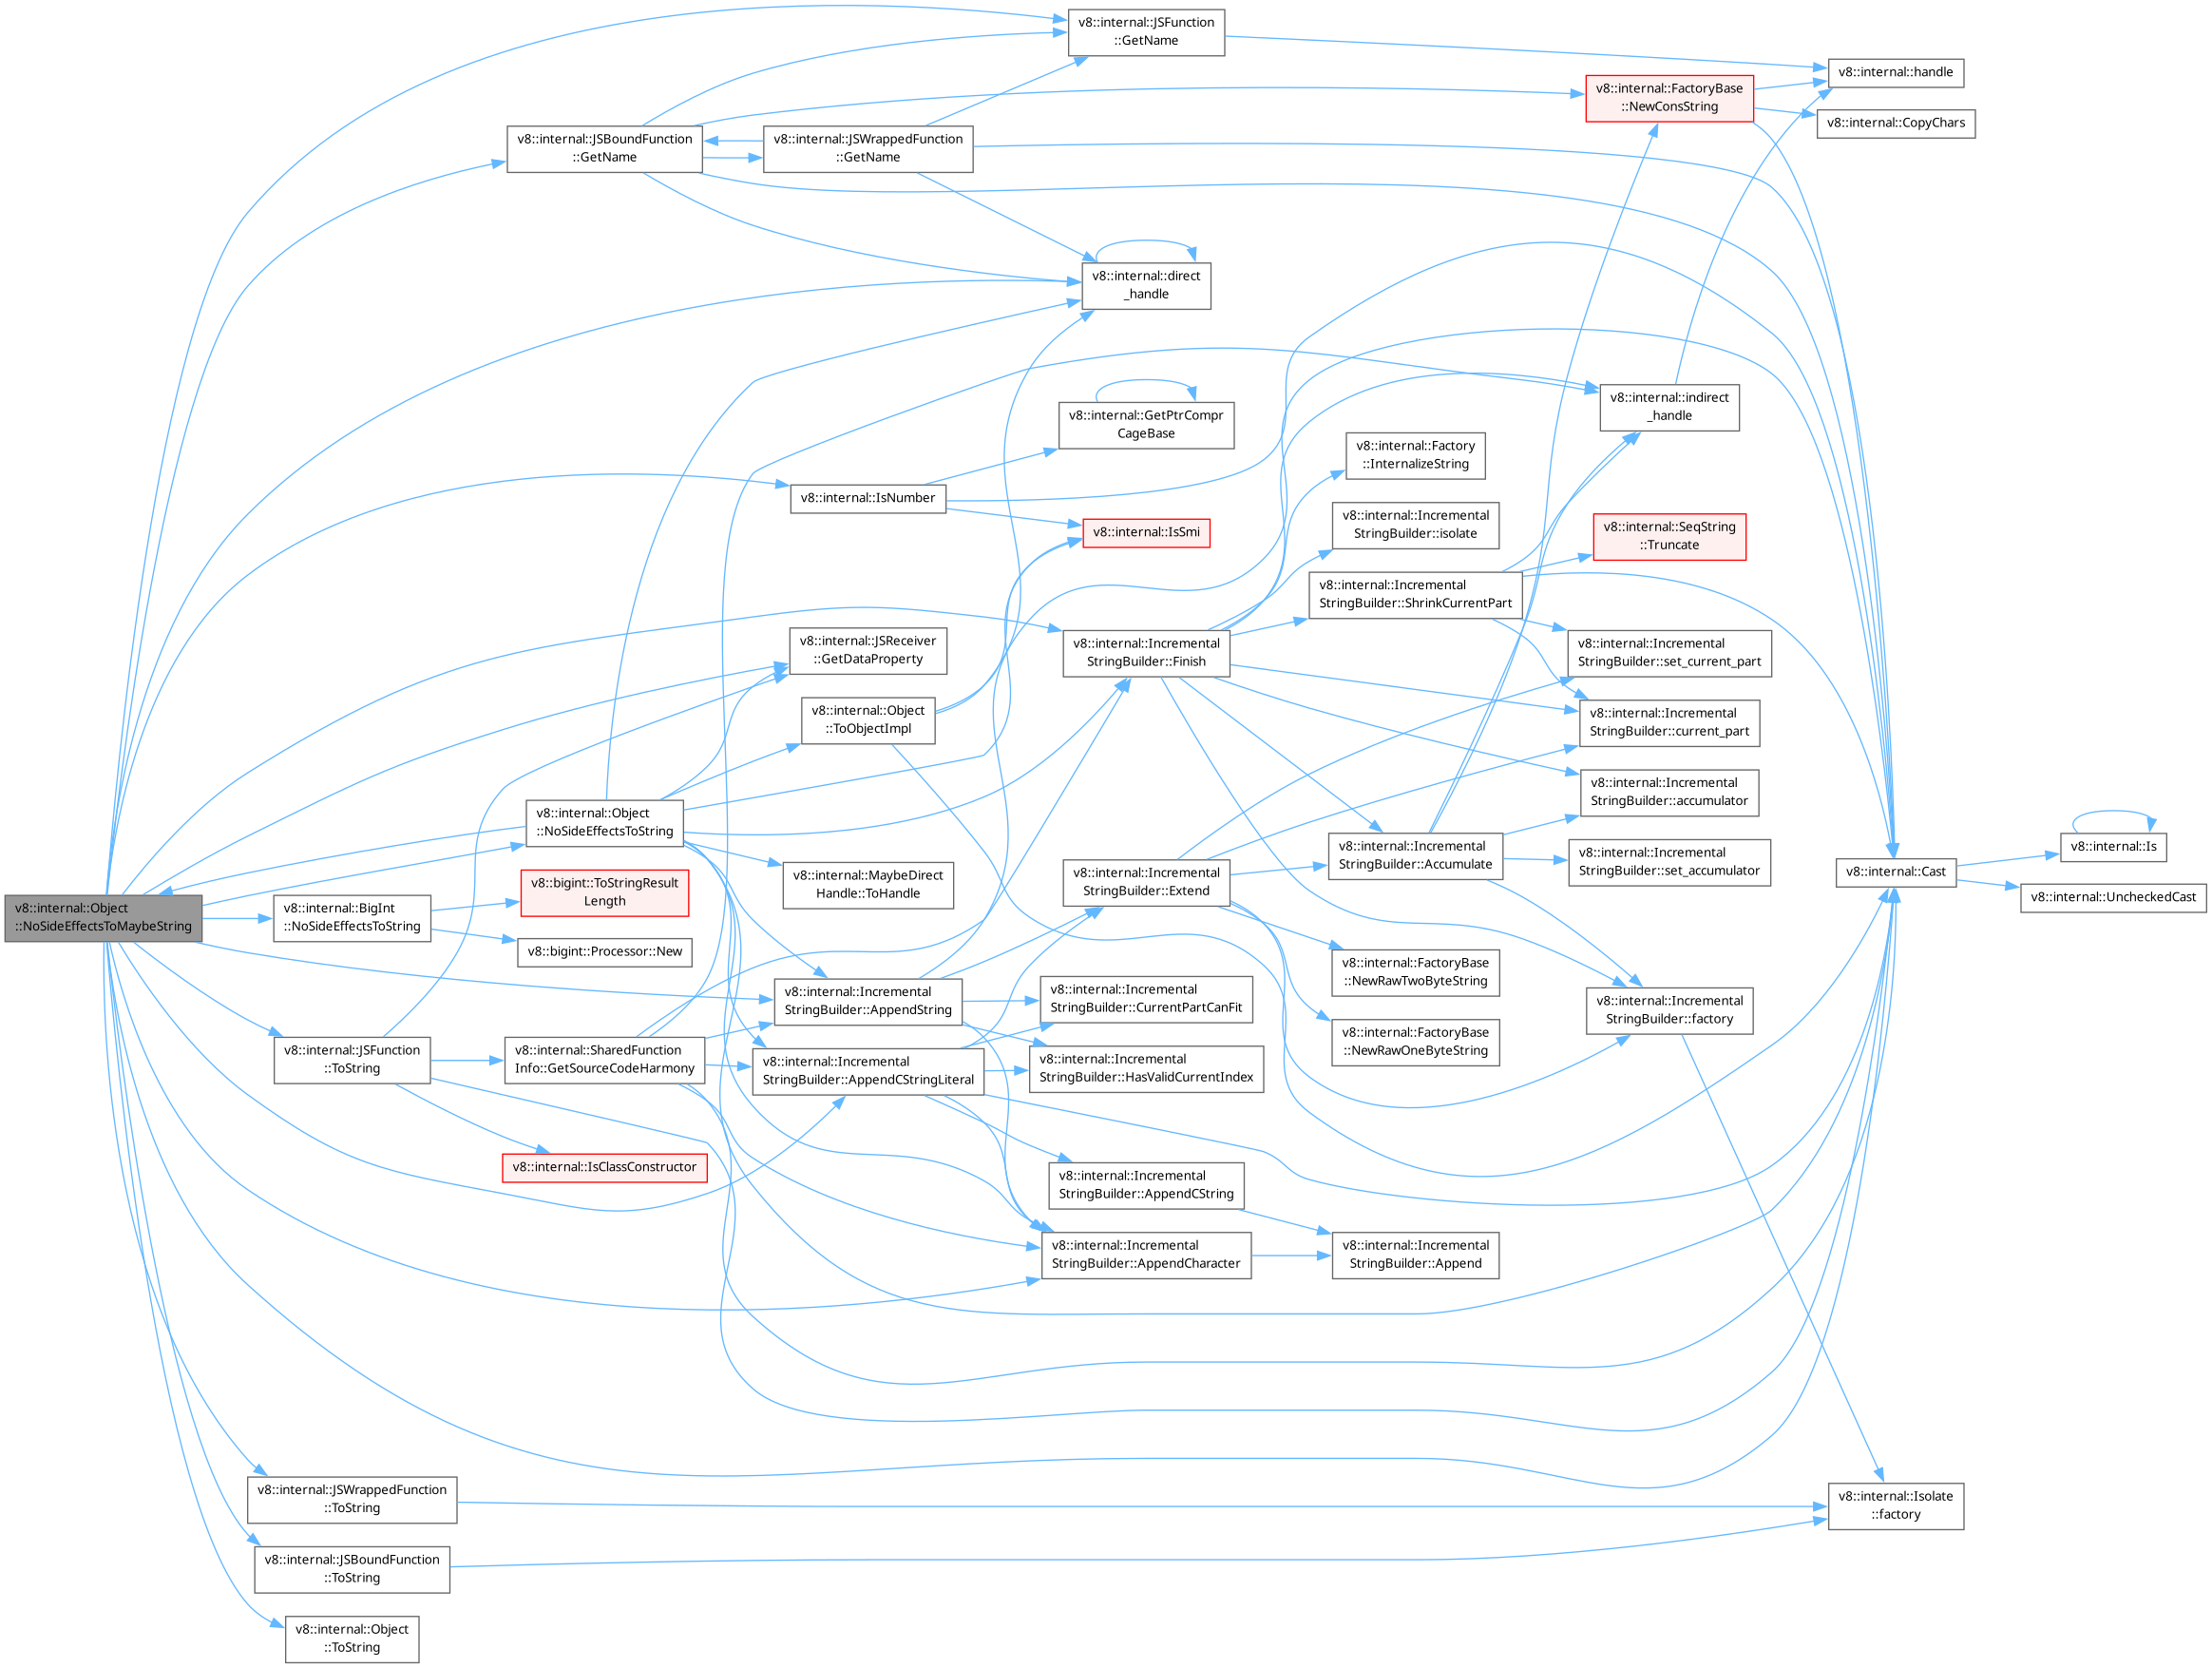 v8::internal::JSFunction
::GetName
v8::internal::handle
v8::internal::FactoryBase
::NewConsString
v8::internal::CopyChars
v8::internal::JSBoundFunction
::GetName
v8::internal::JSWrappedFunction
::GetName
v8::internal::direct
_handle
v8::internal::GetPtrCompr
CageBase
v8::internal::indirect
_handle
v8::internal::Factory
::InternalizeString
v8::internal::IsNumber
v8::internal::IsSmi
v8::internal::Incremental
StringBuilder::isolate
v8::internal::SeqString
::Truncate
v8::internal::Incremental
StringBuilder::ShrinkCurrentPart
v8::internal::JSReceiver
::GetDataProperty
v8::internal::Incremental
StringBuilder::Finish
v8::internal::Incremental
StringBuilder::set_current_part
v8::internal::Object
::ToObjectImpl
v8::internal::Incremental
StringBuilder::current_part
v8::internal::Incremental
StringBuilder::accumulator
v8::internal::Object
::NoSideEffectsToString
v8::internal::Incremental
StringBuilder::Accumulate
v8::internal::Is
v8::internal::MaybeDirect
Handle::ToHandle
v8::internal::Incremental
StringBuilder::Extend
v8::internal::Incremental
StringBuilder::set_accumulator
v8::internal::Cast
v8::internal::UncheckedCast
v8::internal::Object
::NoSideEffectsToMaybeString
v8::internal::BigInt
::NoSideEffectsToString
v8::bigint::ToStringResult
Length
v8::bigint::Processor::New
v8::internal::FactoryBase
::NewRawTwoByteString
v8::internal::Incremental
StringBuilder::AppendString
v8::internal::Incremental
StringBuilder::CurrentPartCanFit
v8::internal::Incremental
StringBuilder::factory
v8::internal::FactoryBase
::NewRawOneByteString
v8::internal::JSFunction
::ToString
v8::internal::SharedFunction
Info::GetSourceCodeHarmony
v8::internal::Incremental
StringBuilder::AppendCStringLiteral
v8::internal::Incremental
StringBuilder::HasValidCurrentIndex
v8::internal::IsClassConstructor
v8::internal::Incremental
StringBuilder::AppendCString
v8::internal::Incremental
StringBuilder::AppendCharacter
v8::internal::Incremental
StringBuilder::Append
v8::internal::JSWrappedFunction
::ToString
v8::internal::Isolate
::factory
v8::internal::JSBoundFunction
::ToString
v8::internal::Object
::ToString